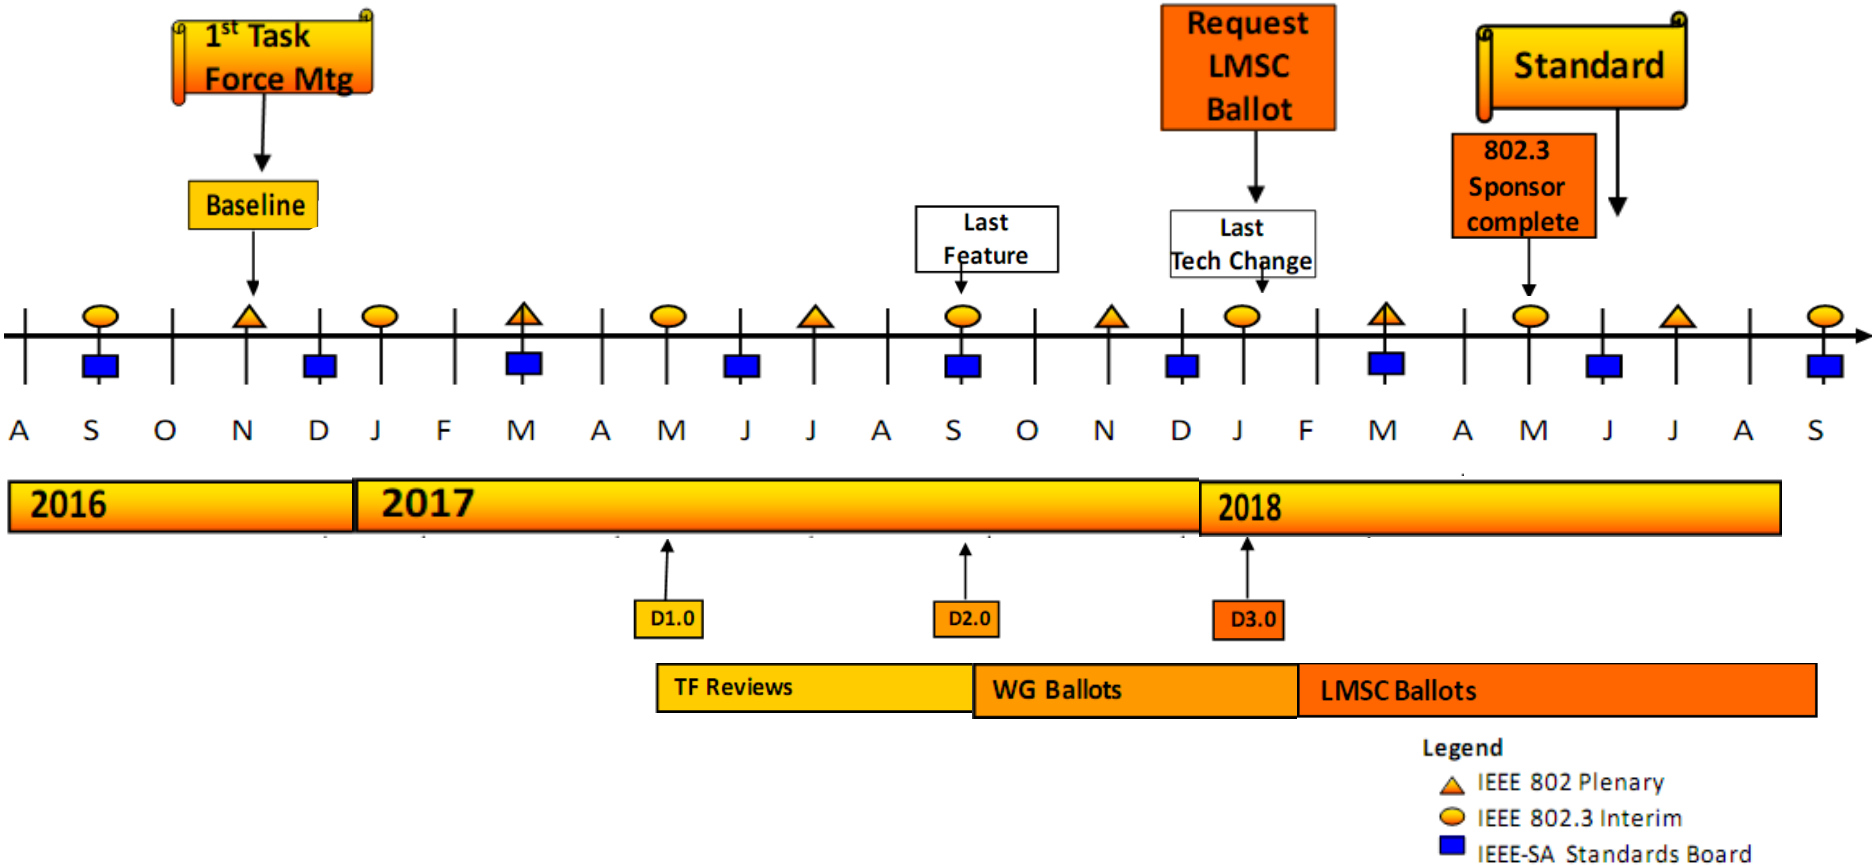 1st Task
Force Mtg
Baseline
Last
Feature
Request
LMSC
Ballot
Last
Tech Change
Standard
802.3
Sponsor
complete
A S O N D J F M A M J J A S O N D J F M A M J J A S
2016 2017 2018
D1.0 D2.0 D3.0
TF Reviews WG Ballots LMSC Ballots
Legend
IEEE 802 Plenary
IEEE 802.3 Interim
IEEE-SA Standards Board